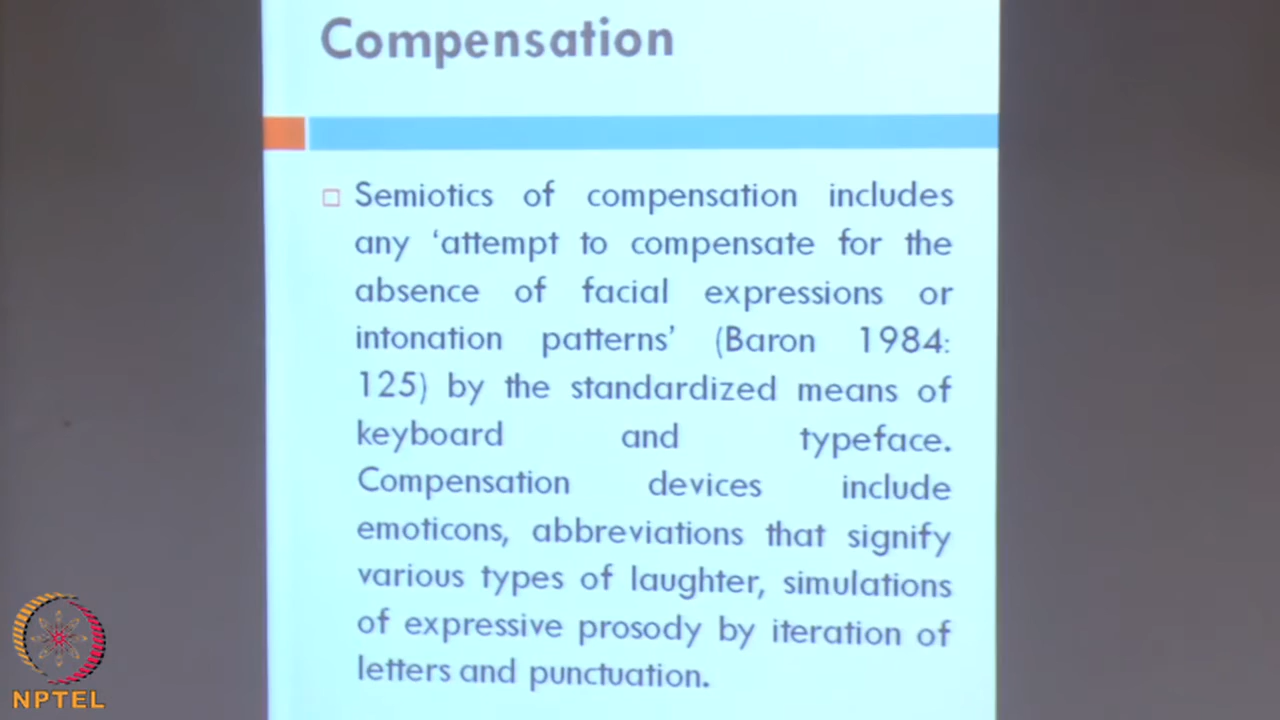 Compensation
Semiotics of compensation includes
any ‘attempt to compensate for the
absence of facial expressions or
intonation patterns’ (Baron 1984:
125) by the standardized means of
keyboard and typeface.
Compensation devices include
emoticons, abbreviations that signify
various types of laughter, simulations
of expressive prosody by iteration of
letters and punctuation.
NPTEL